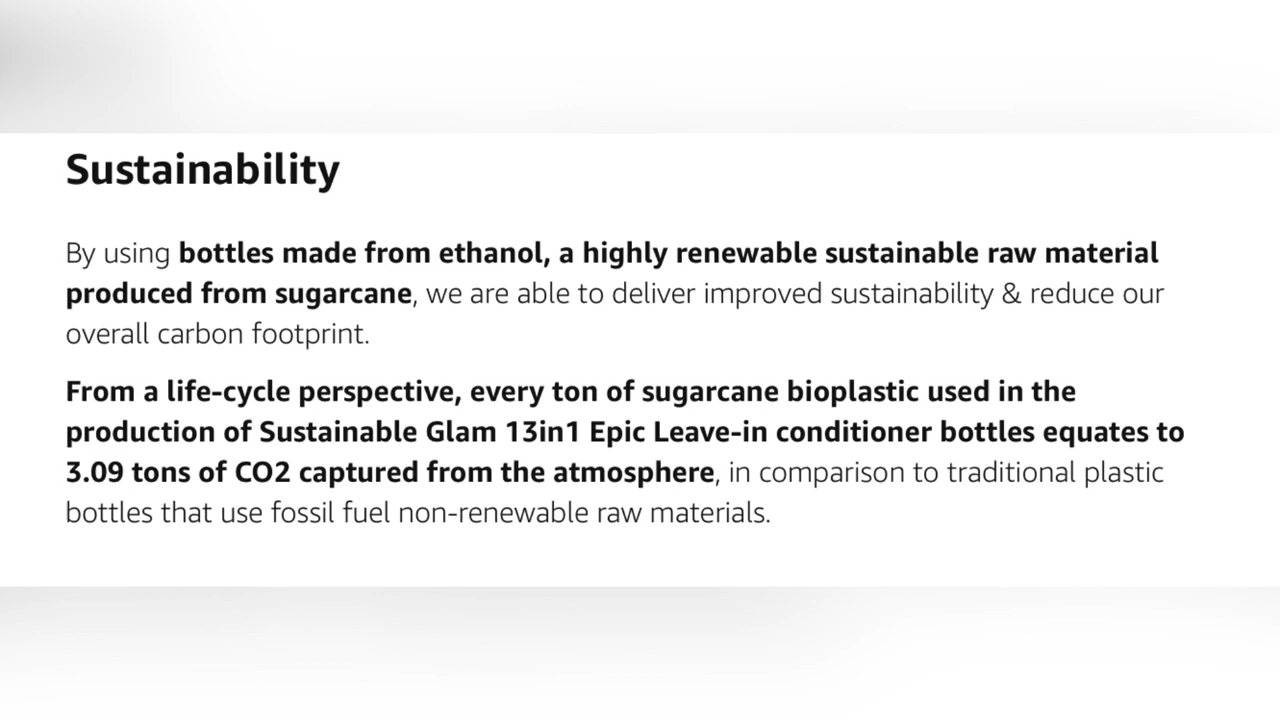 Sustainability
By using bottles made from ethanol, a highly renewable sustainable raw material
produced from sugarcane, we are able to deliver improved sustainability & reduce our
overall carbon footprint.
From a life-cycle perspective, every ton of sugarcane bioplastic used in the
production of Sustainable Glam 13in1 Epic Leave-in conditioner bottles equates to
3.09 tons of CO2 captured from the atmosphere, in comparison to traditional plastic
bottles that use fossil fuel non-renewable raw materials.